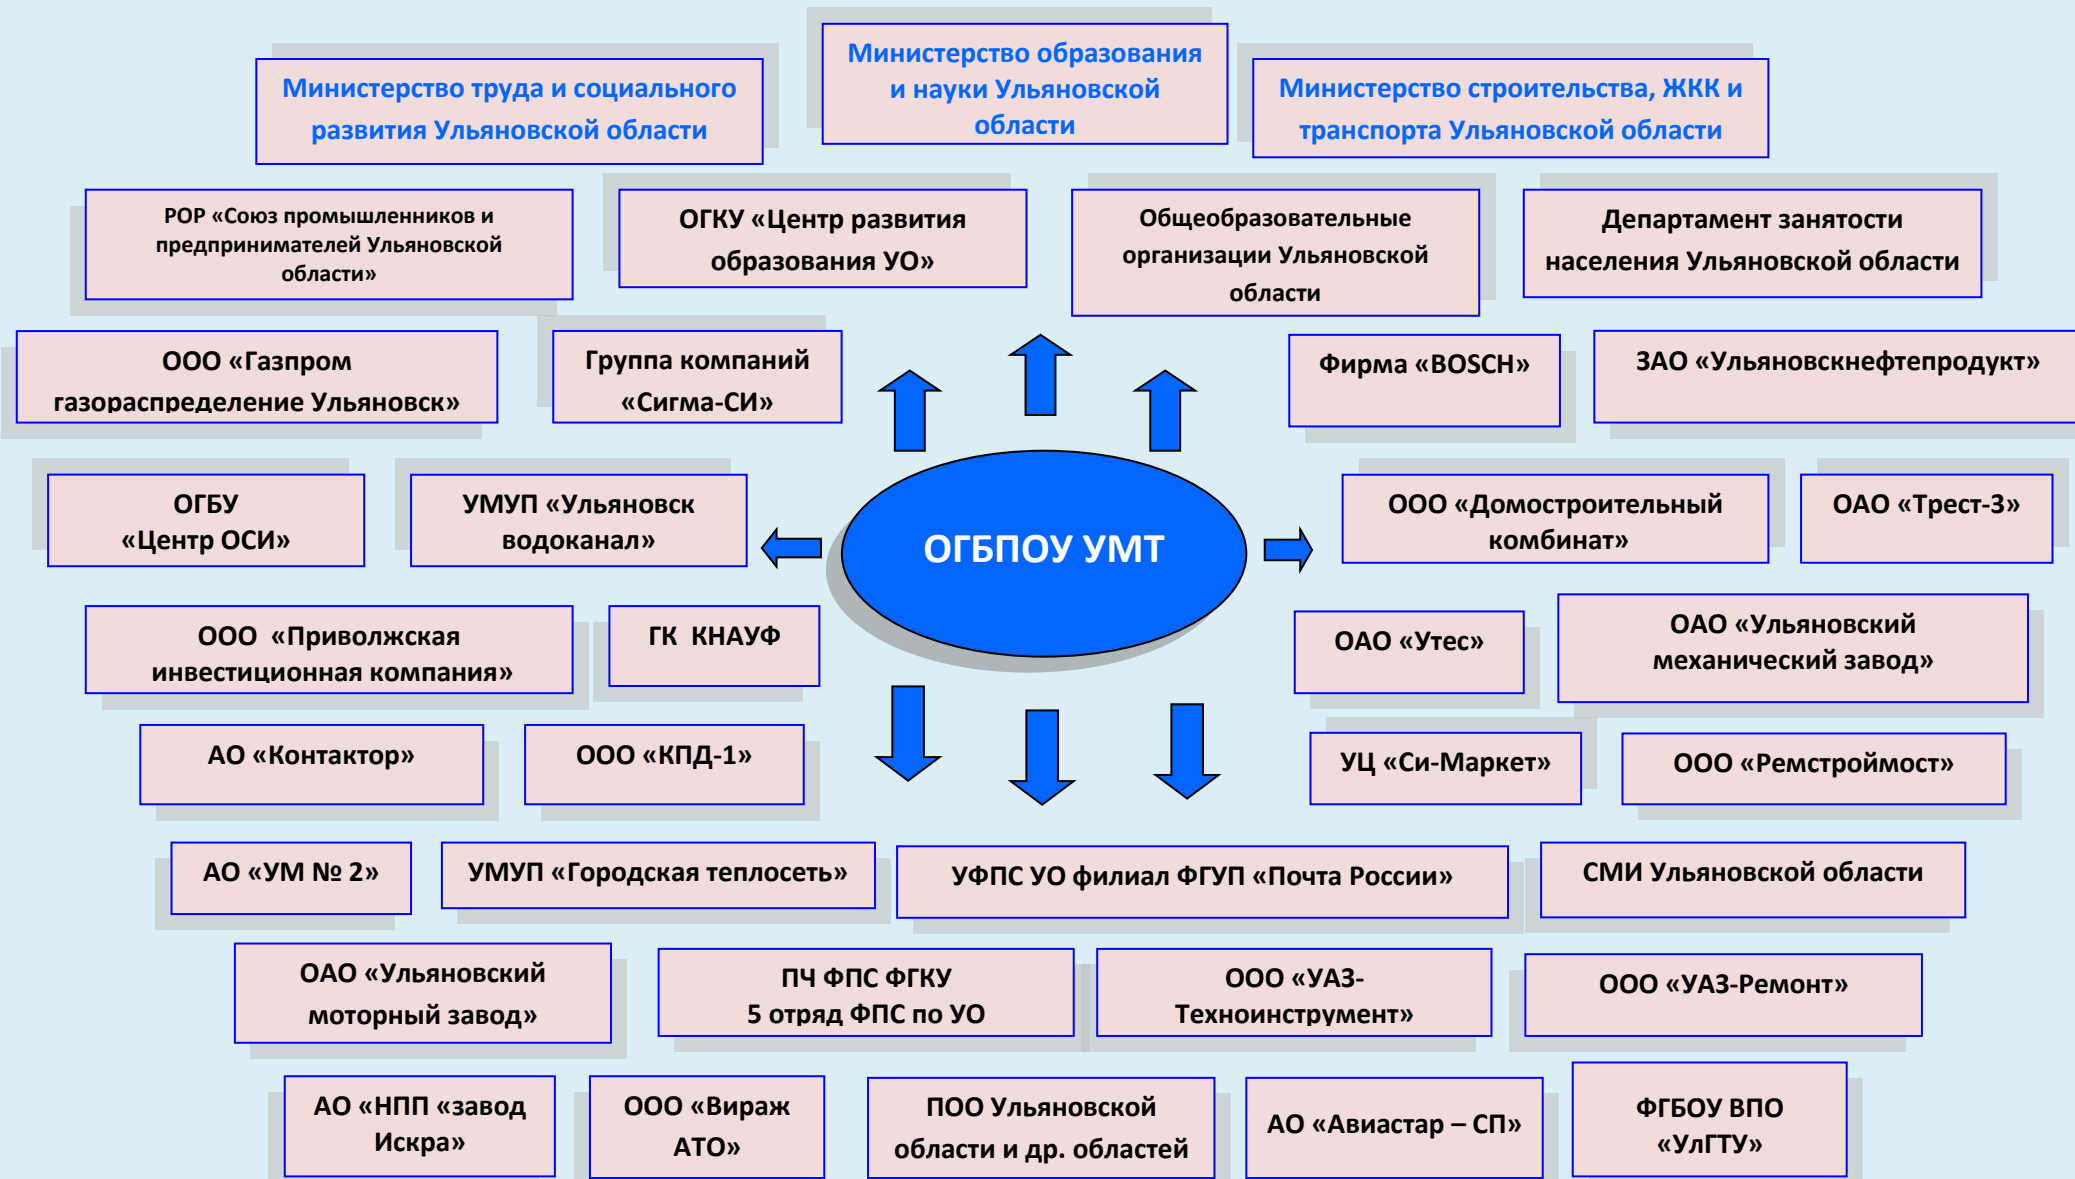 Министерство труда и социального
развития Ульяновской области
Министерство образования
и науки Ульяновской
области
Министерство строительства, ЖКК и
транспорта Ульяновской области
РОР «Союз промышленников и
предпринимателей Ульяновской
области»
ОГКУ «Центр развития
образования УО»
Общеобразовательные
организации Ульяновской
области
Департамент занятости
населения Ульяновской области
ООО «Газпром
газораспределение Ульяновск»
Группа компаний
«Сигма-СИ»
Фирма «BOSCH»
ЗАО «Ульяновскнефтепродукт»
ОГБУ
«Центр ОСИ»
УМУП «Ульяновск
водоканал»
ОГБПОУ УМТ
ООО «Домостроительный
комбинат»
ОАО «Трест-3»
ООО «Приволжская
инвестиционная компания»
ГК КНАУФ
ОАО «Утес»
ОАО «Ульяновский
механический завод»
АО «Контактор»
ООО «КПД-1»
УЦ «Си-Маркет»
ООО «Ремстроймост»
АО «УМ № 2»
УМУП «Городская теплосеть»
УФПС УО филиал ФГУП «Почта России»
СМИ Ульяновской области
ОАО «Ульяновский
моторный завод»
ПЧ ФПС ФГКУ
5 отряд ФПС по УО
ООО «УАЗ-
Техноинструмент»
ООО «УАЗ-Ремонт»
АО «НПП «завод
Искра»
ООО «Вираж
АТО»
ПОО Ульяновской
области и др. областей
АО «Авиастар – СП»
ФГБОУ ВПО
«УлГТУ»